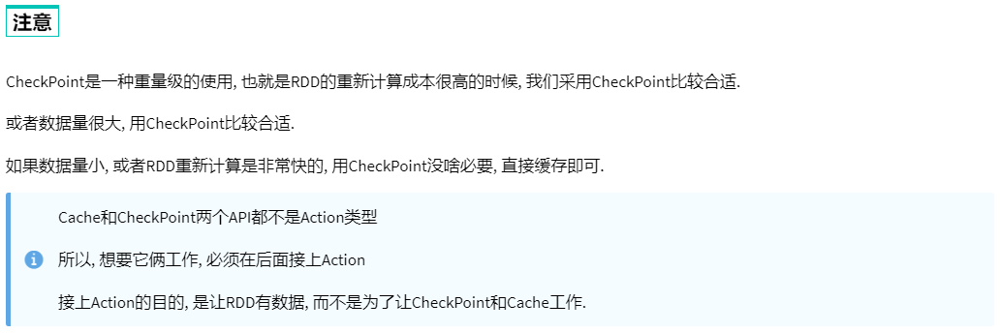 注意
CheckPoint是一种重量级的使用, 也就是RDD的重新计算成本很高的时候, 我们采用CheckPoint比较合适.
或者数据量很大, 用CheckPoint比较合适.
如果数据量小, 或者RDD重新计算是非常快的, 用CheckPoint没啥必要, 直接缓存即可.
Cache和CheckPoint两个API都不是Action类型
所以, 想要它俩工作, 必须在后面接上Action
接上Action的目的, 是让RDD有数据, 而不是为了让CheckPoint和Cache工作.